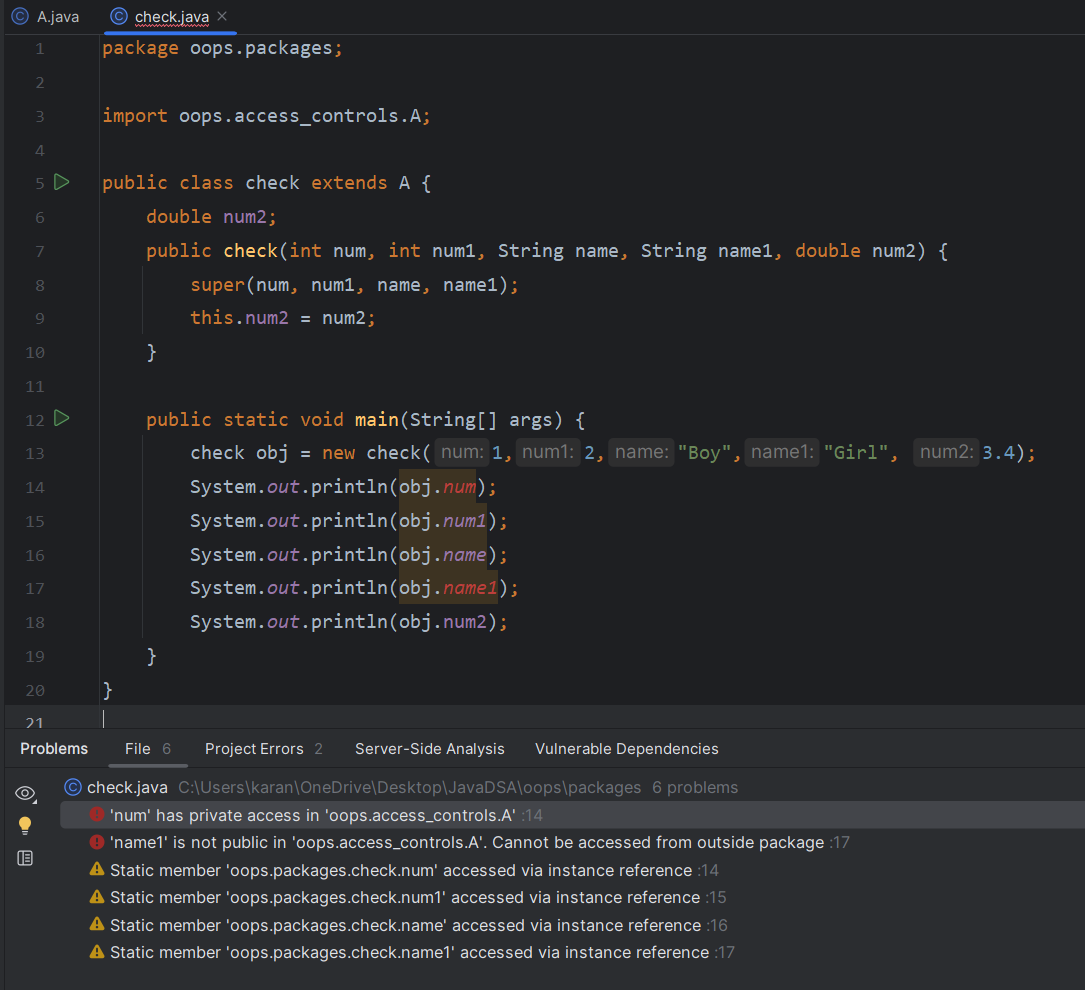 A.java check.java
1 package oops.packages;
2
3 import oops.access_controls.A;
4
5 public class check extends A {
6     double num2;
7     public check(int num, int num1, String name, String name1, double num2) {
8         super(num, num1, name, name1);
9         this.num2 = num2;
10     }
11
12     public static void main(String[] args) {
13         check obj = new check( num: 1, num1: 2, name: "Boy", name1: "Girl", num2: 3.4);
14         System.out.println(obj.num);
15         System.out.println(obj.num1);
16         System.out.println(obj.name);
17         System.out.println(obj.name1);
18         System.out.println(obj.num2);
19     }
20 }
21
Problems File 6 Project Errors 2 Server-Side Analysis Vulnerable Dependencies
check.java C:\Users\karan\OneDrive\Desktop\JavaDSA\oops\packages 6 problems
'num' has private access in 'oops.access_controls.A' :14
'name1' is not public in 'oops.access_controls.A'. Cannot be accessed from outside package :17
Static member 'oops.packages.check.num' accessed via instance reference :14
Static member 'oops.packages.check.num1' accessed via instance reference :15
Static member 'oops.packages.check.name' accessed via instance reference :16
Static member 'oops.packages.check.name1' accessed via instance reference :17